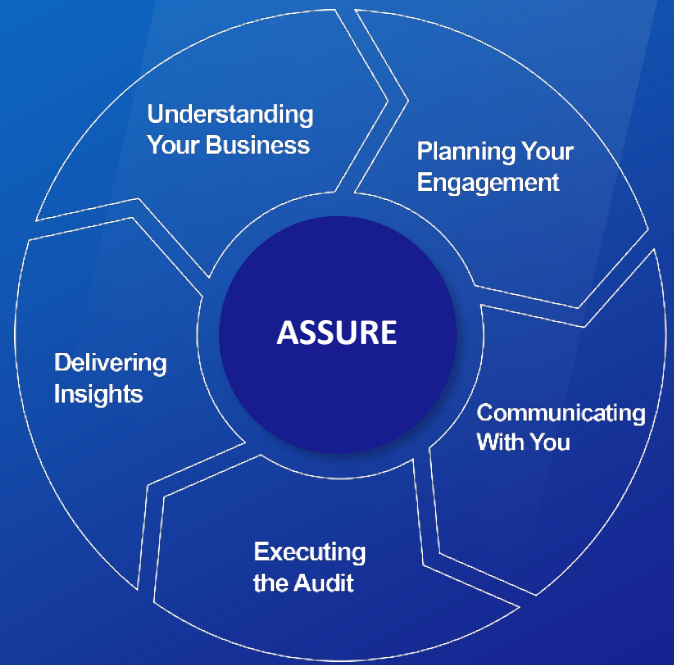 Understanding
Your Business
Planning Your
Engagement
ASSURE
Delivering
Insights
Communicating
With You
Executing
the Audit